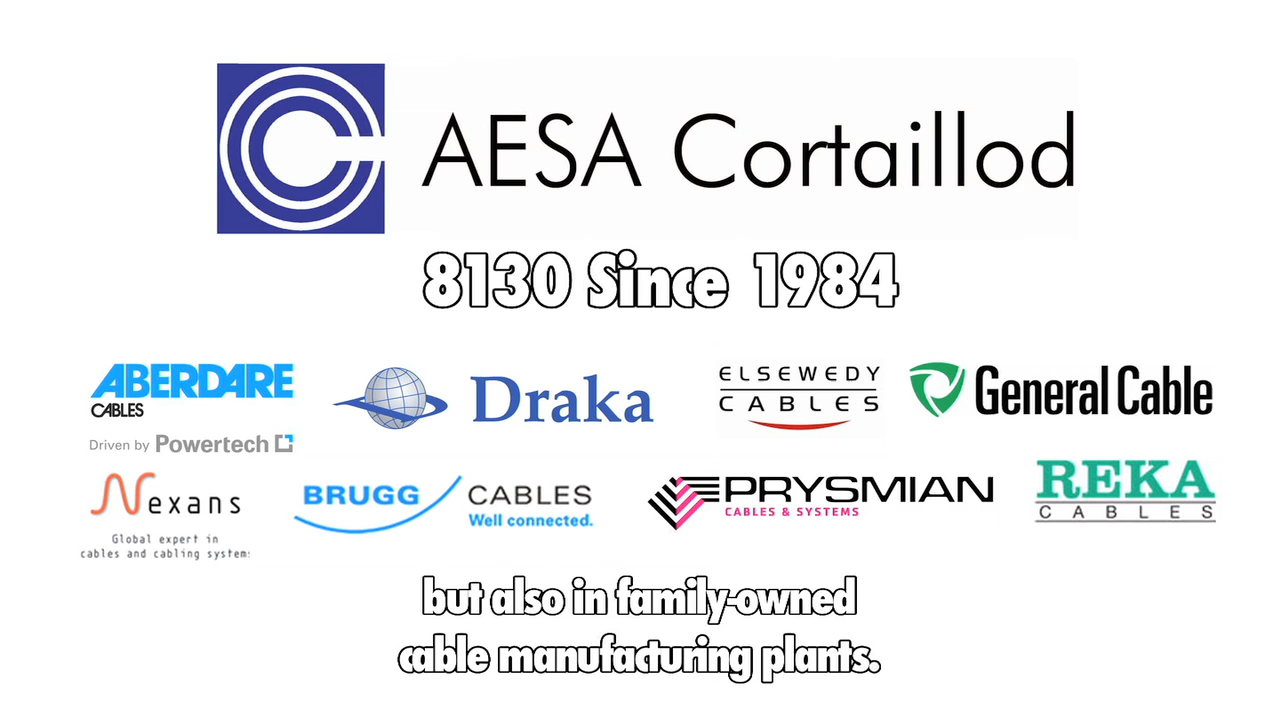 AESA Cortaillod
8130 Since 1984
ABERDARE
CABLES
Driven by Powertech
Draka
ELSEWEDY
CABLES
General Cable
Nexans
Global expert in
cables and cabling systems
BRUGG CABLES
Well connected.
PRYSMIAN
CABLES & SYSTEMS
REKA
CABLES
but also in family-owned
cable manufacturing plants.